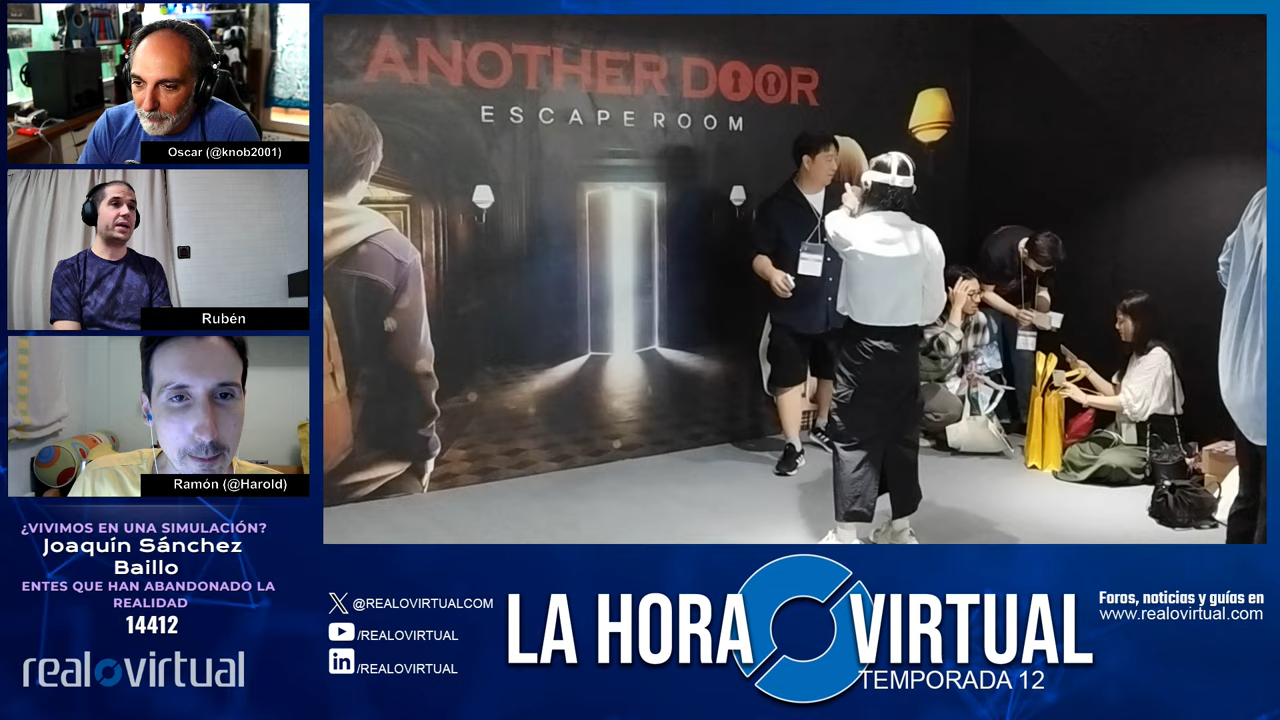 Oscar (@knob2001)
Rubén
Ramón (@Harold)
¿VIVIMOS EN UNA SIMULACIÓN?
Joaquín Sánchez
Baillo
ENTES QUE HAN ABANDONADO LA
REALIDAD
14412
realovirtual
ANOTHER DOOR
ESCAPE ROOM
@REALOVIRTUALCOM
/REALOVIRTUAL
/REALOVIRTUAL
LA HORA VIRTUAL
TEMPORADA 12
Foros, noticias y guías en
www.realovirtual.com